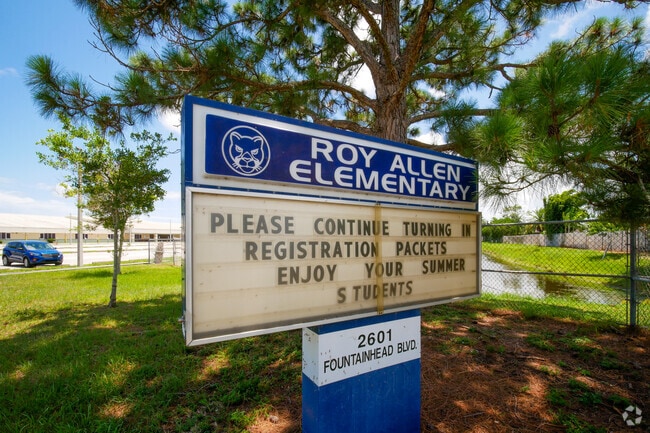 ROY ALLEN
ELEMENTARY
PLEASE CONTINUE TURNING IN
REGISTRATION PACKETS
ENJOY YOUR SUMMER
STUDENTS
2601
FOUNTAINHEAD BLVD.